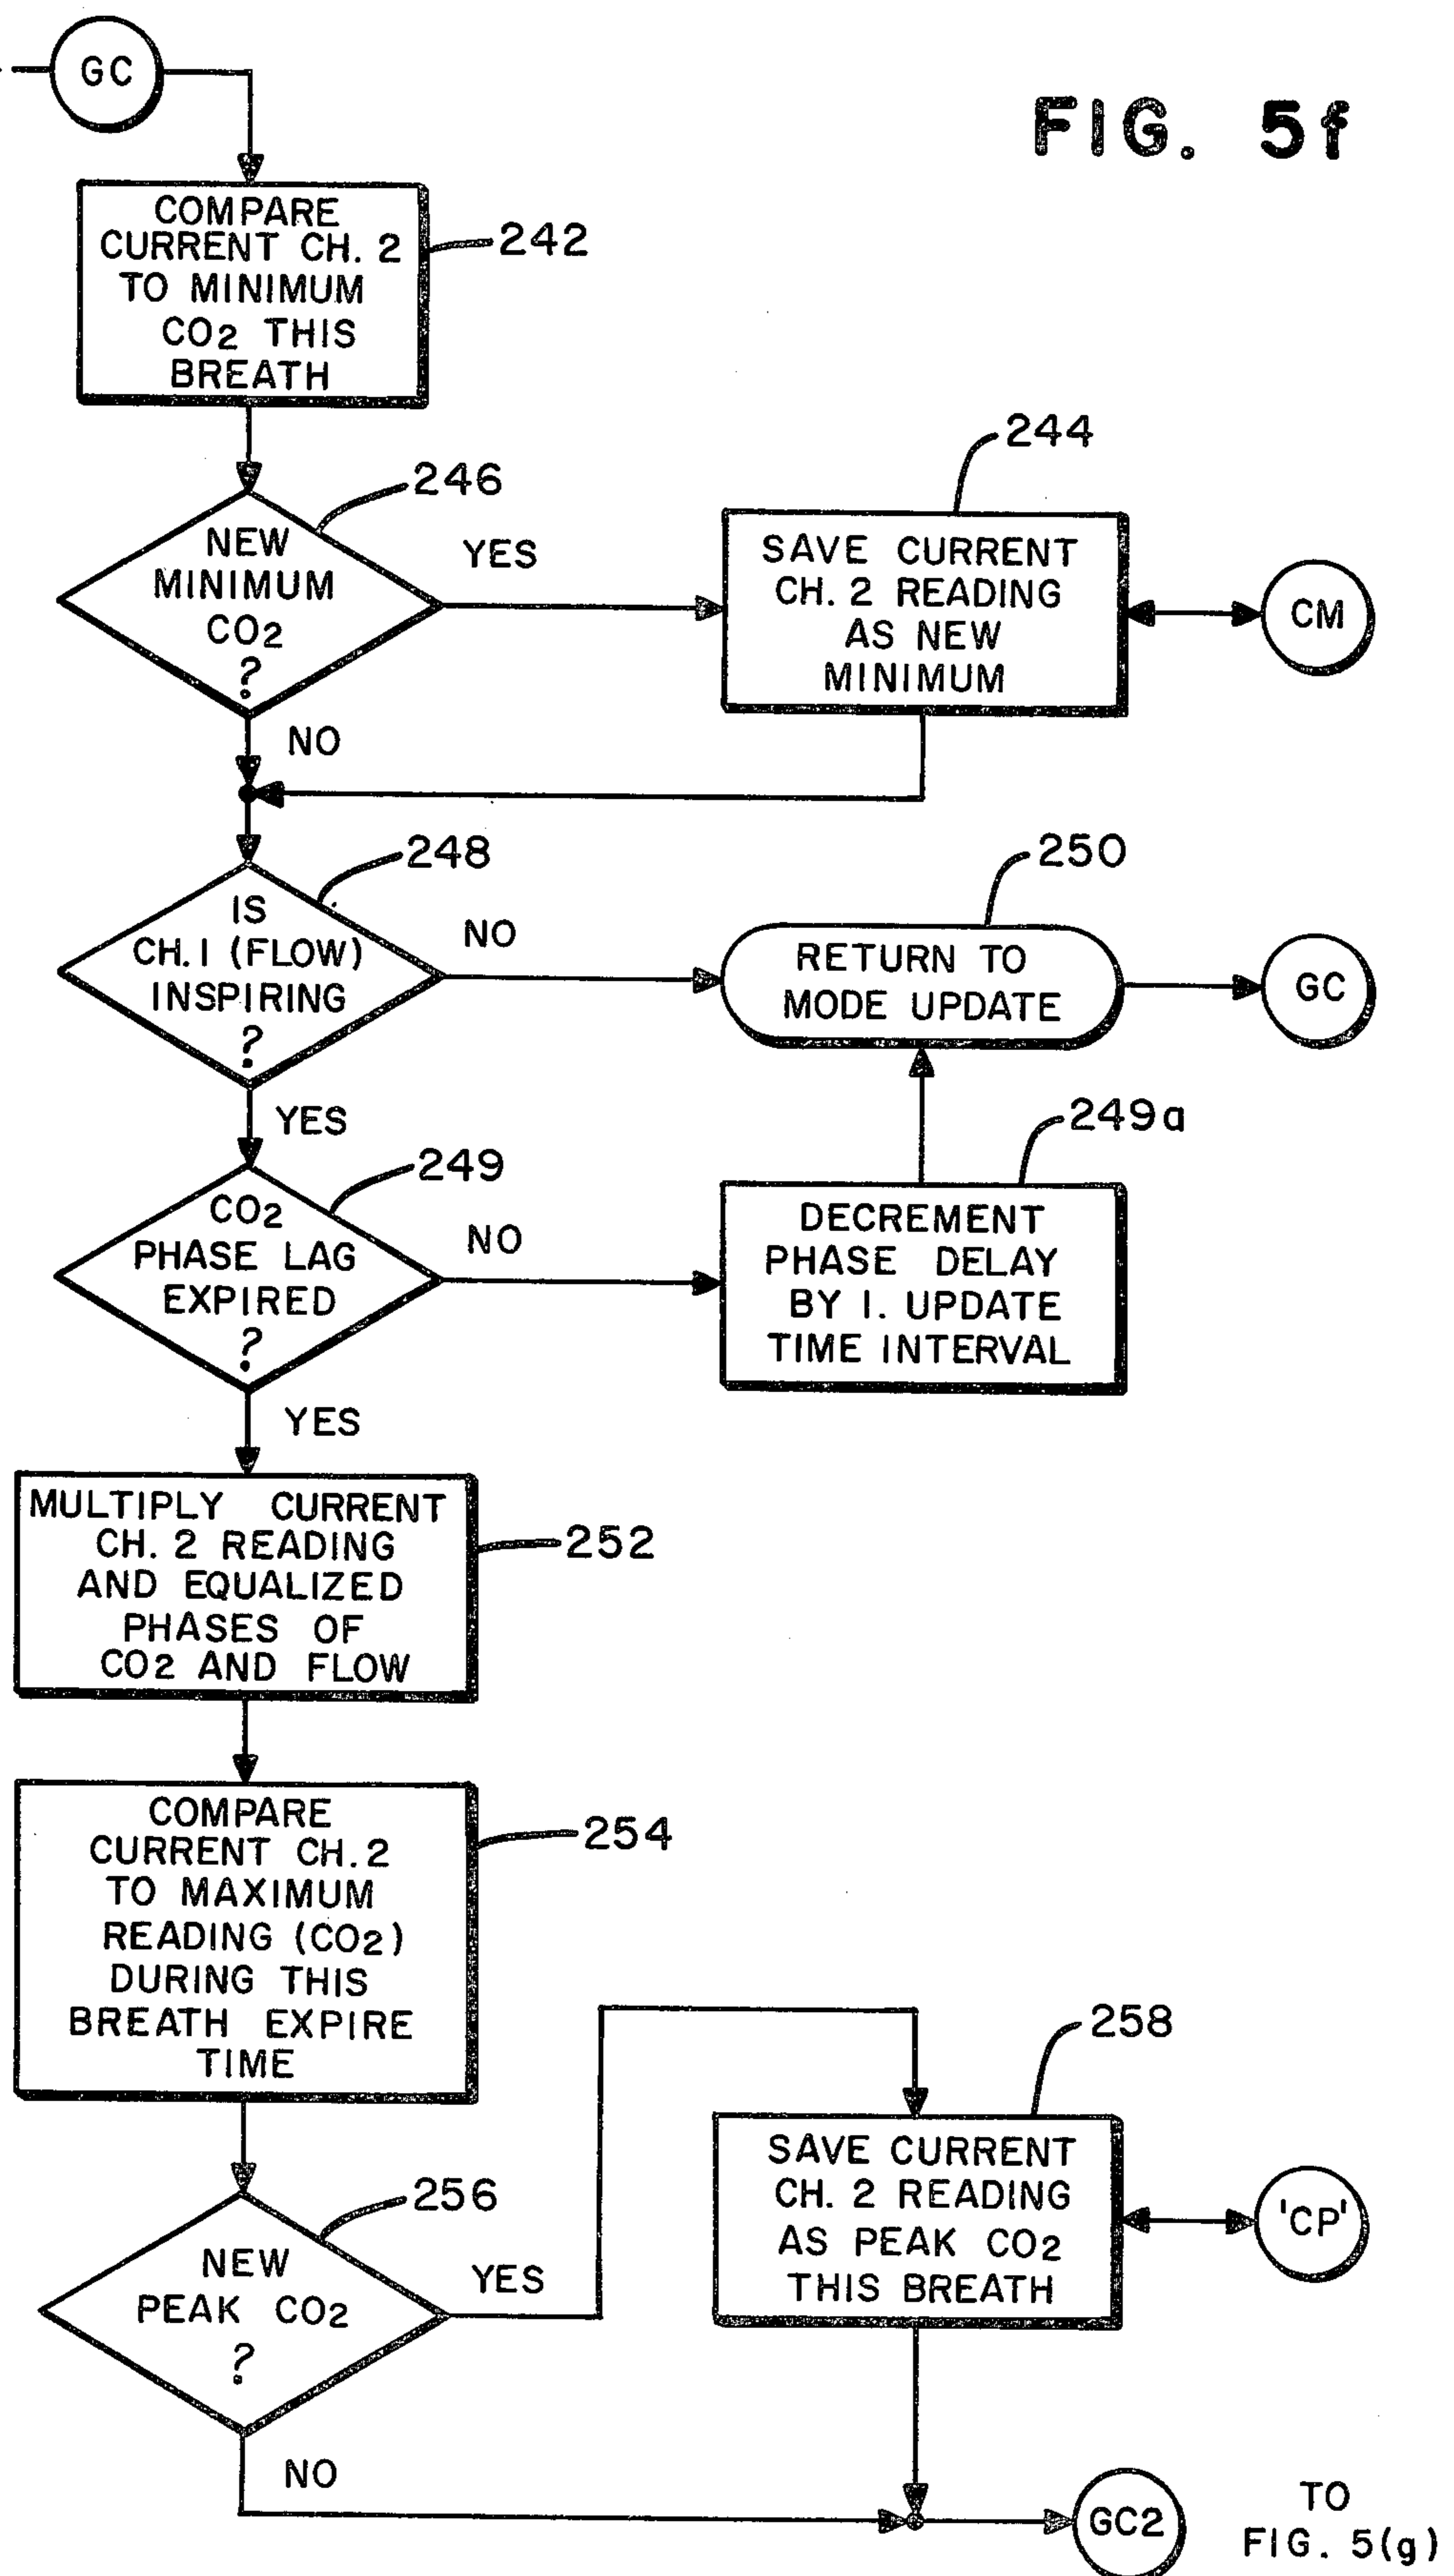 GC
FIG. 5f
COMPARE
CURRENT CH. 2
TO MINIMUM
CO2 THIS
BREATH
242
246
NEW
MINIMUM
CO2
?
YES
NO
244
SAVE CURRENT
CH. 2 READING
AS NEW
MINIMUM
CM
248
IS
CH. 1 (FLOW)
INSPIRING
?
NO
YES
250
RETURN TO
MODE UPDATE
GC
249
CO2
PHASE LAG
EXPIRED
?
NO
YES
249a
DECREMENT
PHASE DELAY
BY 1. UPDATE
TIME INTERVAL
MULTIPLY CURRENT
CH. 2 READING
AND EQUALIZED
PHASES OF
CO2 AND FLOW
252
COMPARE
CURRENT CH. 2
TO MAXIMUM
READING (CO2)
DURING THIS
BREATH EXPIRE
TIME
254
256
NEW
PEAK CO2
?
YES
NO
258
SAVE CURRENT
CH. 2 READING
AS PEAK CO2
THIS BREATH
'CP'
GC2
TO
FIG. 5(g)